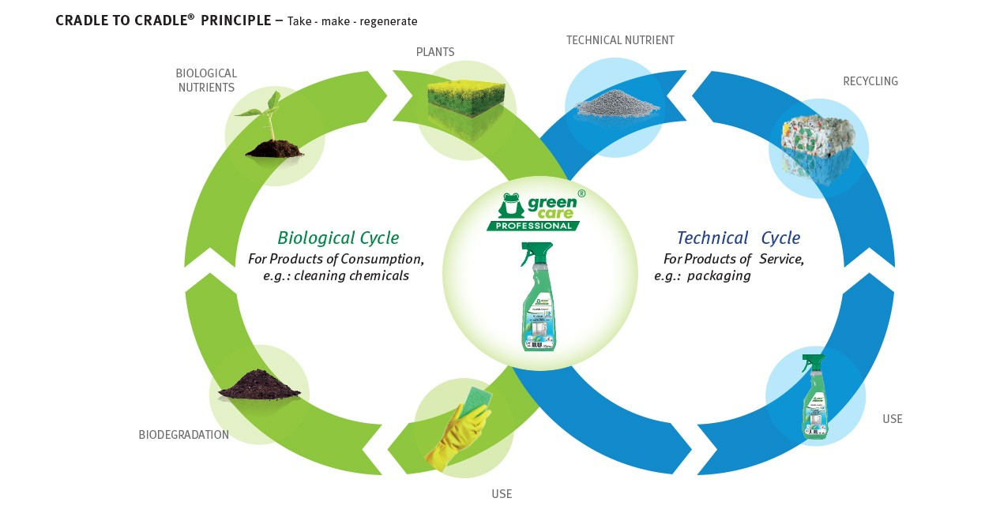 CRADLE TO CRADLE® PRINCIPLE – Take - make - regenerate
TECHNICAL NUTRIENT
PLANTS
BIOLOGICAL
NUTRIENTS
RECYCLING
green ®
care
PROFESSIONAL
Biological Cycle
For Products of Consumption,
e.g.: cleaning chemicals
Technical Cycle
For Products of Service,
e.g.: packaging
BIODEGRADATION
USE
USE